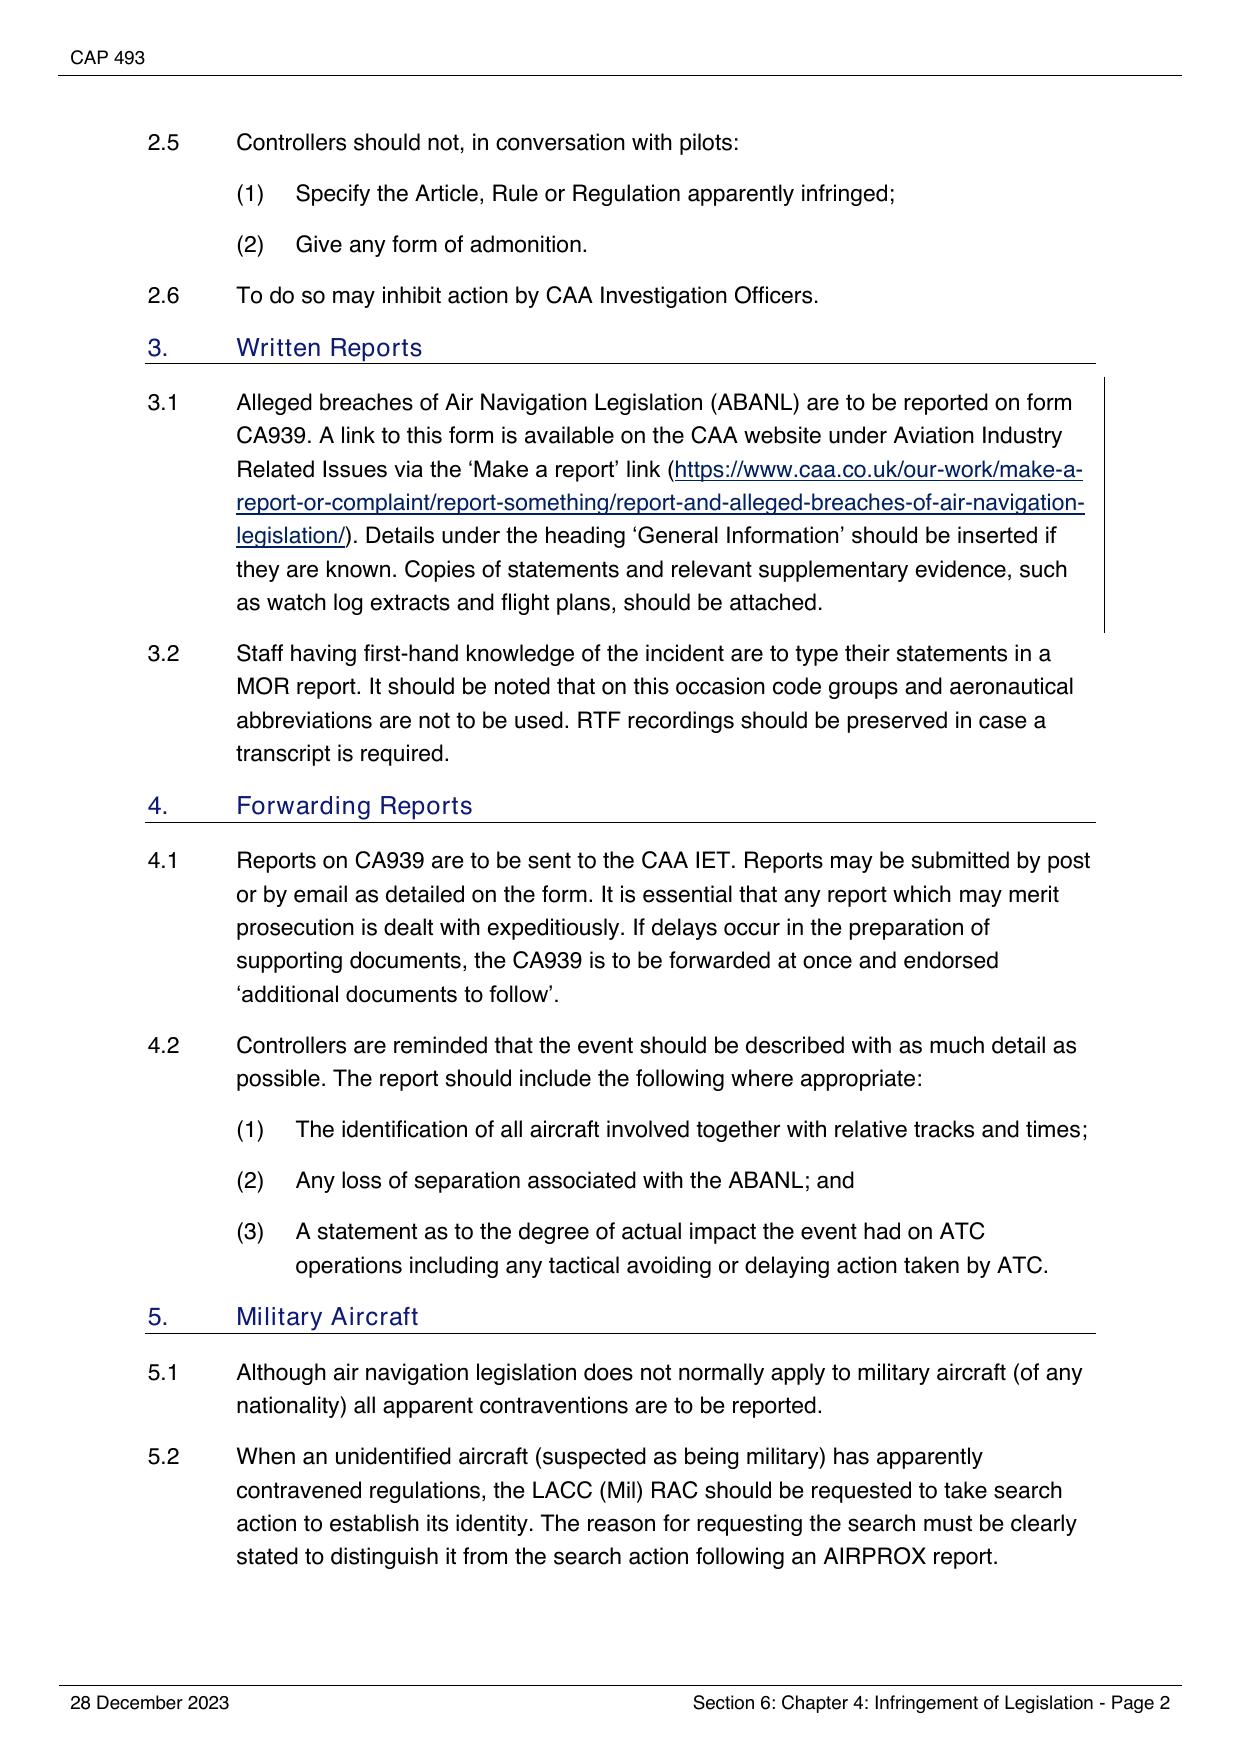 CAP 493
2.5 Controllers should not, in conversation with pilots:
(1) Specify the Article, Rule or Regulation apparently infringed;
(2) Give any form of admonition.
2.6 To do so may inhibit action by CAA Investigation Officers.
3. Written Reports
3.1 Alleged breaches of Air Navigation Legislation (ABANL) are to be reported on form
CA939. A link to this form is available on the CAA website under Aviation Industry
Related Issues via the ‘Make a report’ link (https://www.caa.co.uk/our-work/make-a-
report-or-complaint/report-something/report-and-alleged-breaches-of-air-navigation-
legislation/). Details under the heading ‘General Information’ should be inserted if
they are known. Copies of statements and relevant supplementary evidence, such
as watch log extracts and flight plans, should be attached.
3.2 Staff having first-hand knowledge of the incident are to type their statements in a
MOR report. It should be noted that on this occasion code groups and aeronautical
abbreviations are not to be used. RTF recordings should be preserved in case a
transcript is required.
4. Forwarding Reports
4.1 Reports on CA939 are to be sent to the CAA IET. Reports may be submitted by post
or by email as detailed on the form. It is essential that any report which may merit
prosecution is dealt with expeditiously. If delays occur in the preparation of
supporting documents, the CA939 is to be forwarded at once and endorsed
‘additional documents to follow’.
4.2 Controllers are reminded that the event should be described with as much detail as
possible. The report should include the following where appropriate:
(1) The identification of all aircraft involved together with relative tracks and times;
(2) Any loss of separation associated with the ABANL; and
(3) A statement as to the degree of actual impact the event had on ATC
operations including any tactical avoiding or delaying action taken by ATC.
5. Military Aircraft
5.1 Although air navigation legislation does not normally apply to military aircraft (of any
nationality) all apparent contraventions are to be reported.
5.2 When an unidentified aircraft (suspected as being military) has apparently
contravened regulations, the LACC (Mil) RAC should be requested to take search
action to establish its identity. The reason for requesting the search must be clearly
stated to distinguish it from the search action following an AIRPROX report.
28 December 2023 Section 6: Chapter 4: Infringement of Legislation - Page 2